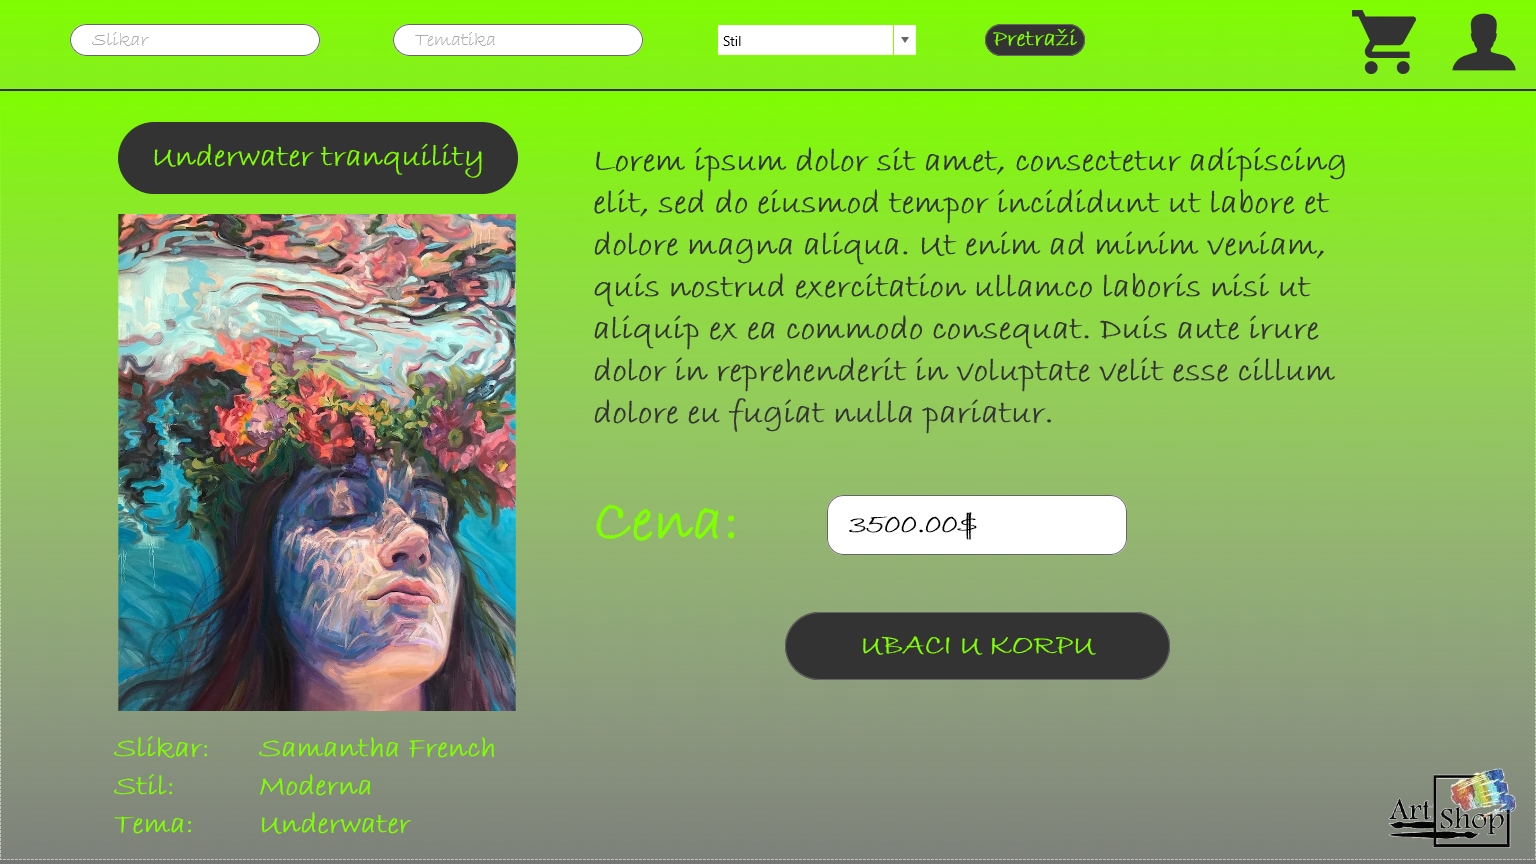 Slikar
Tematika
Stil
Pretraži
Underwater tranquility
Lorem ipsum dolor sit amet, consectetur adipiscing
elit, sed do eiusmod tempor incididunt ut labore et
dolore magna aliqua. Ut enim ad minim veniam,
quis nostrud exercitation ullamco laboris nisi ut
aliquip ex ea commodo consequat. Duis aute irure
dolor in reprehenderit in voluptate velit esse cillum
dolore eu fugiat nulla pariatur.
Cena:
3500.00$
UBACI U KORPU
Slikar: Samantha French
Stil: Moderna
Tema: Underwater
Art Shop